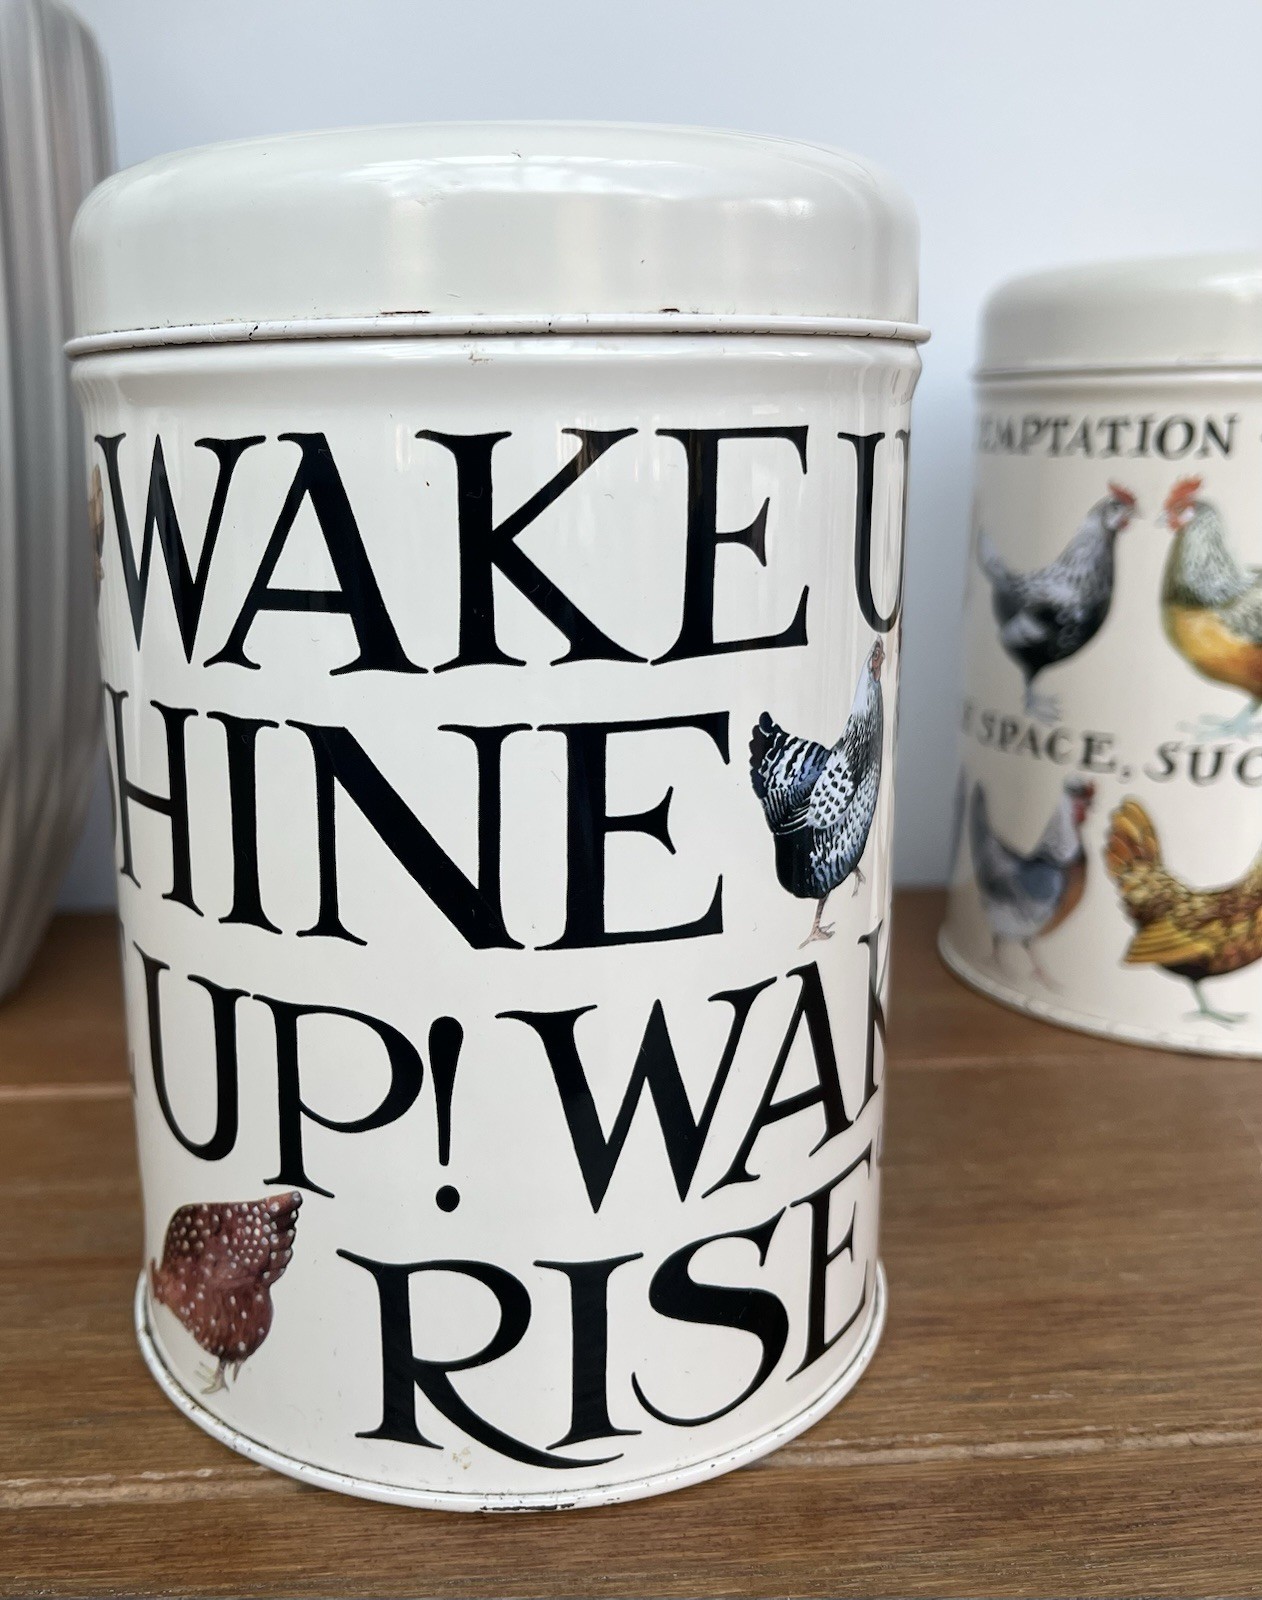 WAKE U
HINE
UP! WAK
RISE
EMPTATION
SPACE, SUC